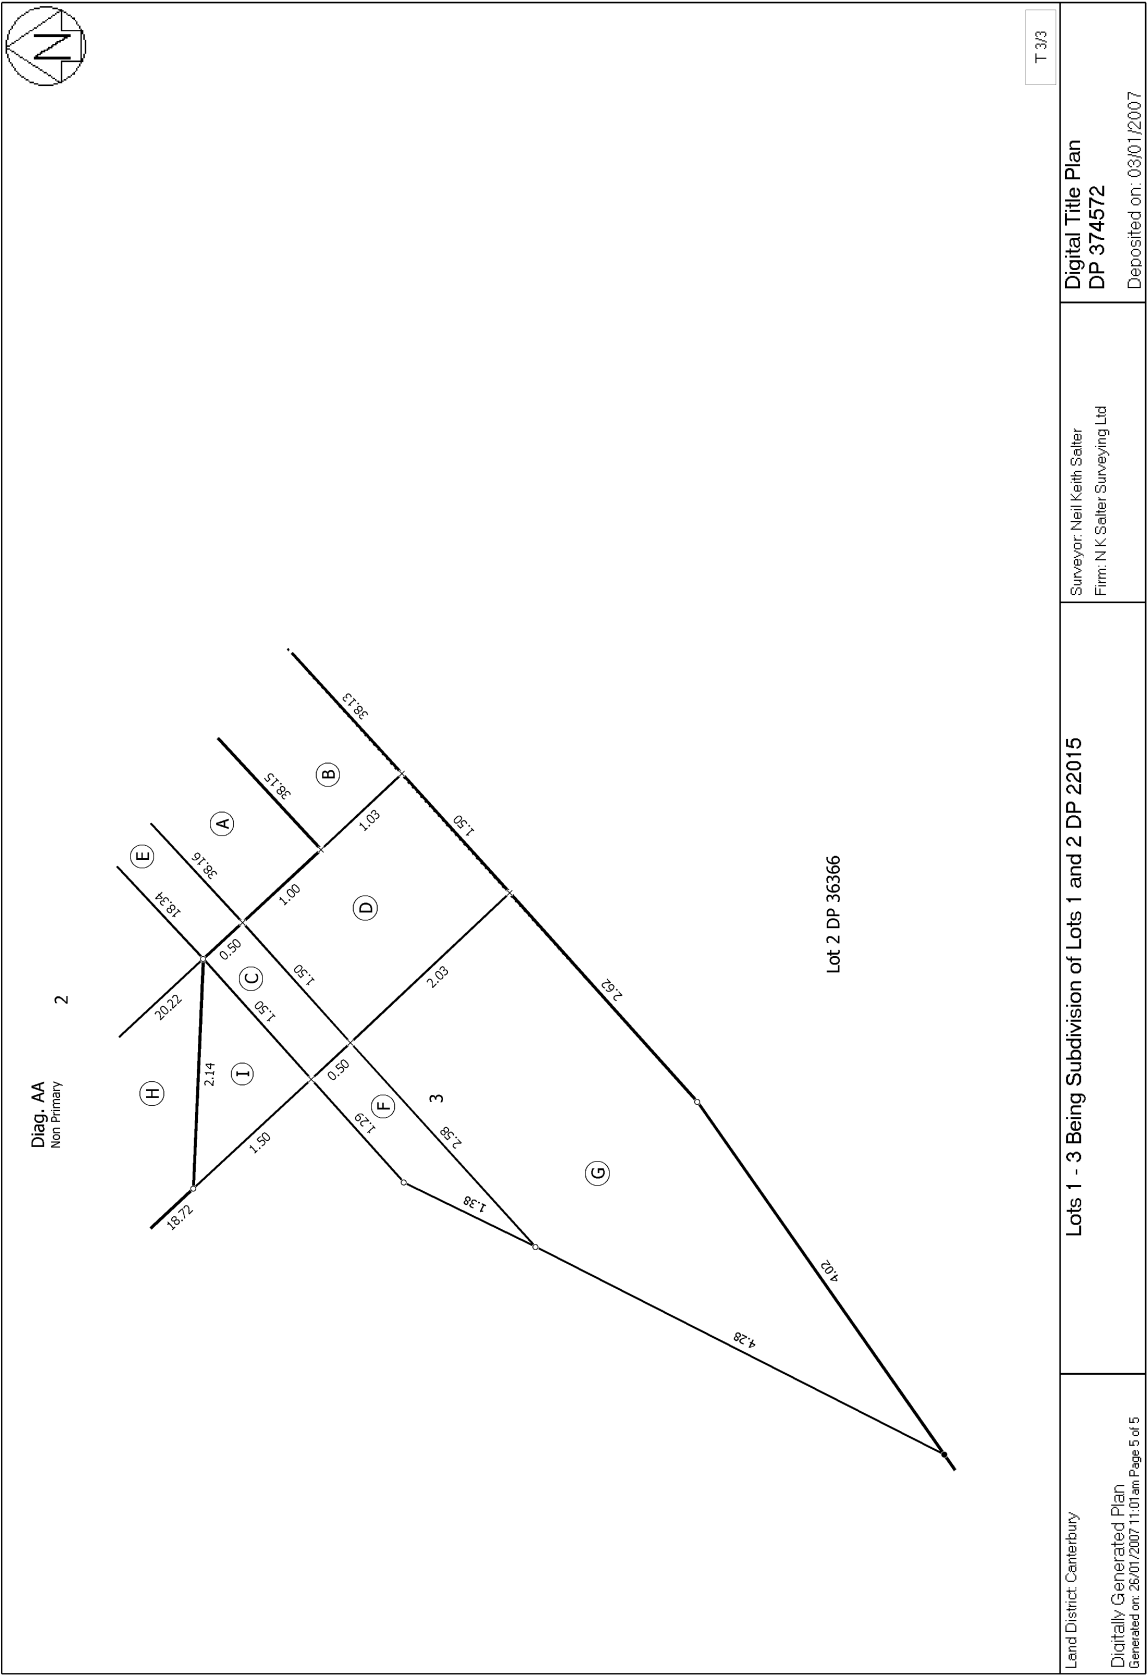 N
Diag. AA
Non Primary
2
H
20.22
2.14
I
18.72
1.50
18.34
E
A
38.16
38.15
B
38.13
0.50
1.00
1.03
C
1.50
1.50
D
1.50
0.50
2.03
1.29
F
3
2.58
2.62
1.38
G
4.28
4.02
Lot 2 DP 36366
T 3/3
Land District: Canterbury
Digitally Generated Plan
Generated on: 26/01/2007 11:01am Page 5 of 5
Lots 1 - 3 Being Subdivision of Lots 1 and 2 DP 22015
Surveyor: Neil Keith Salter
Firm: N K Salter Surveying Ltd
Digital Title Plan
DP 374572
Deposited on: 03/01/2007